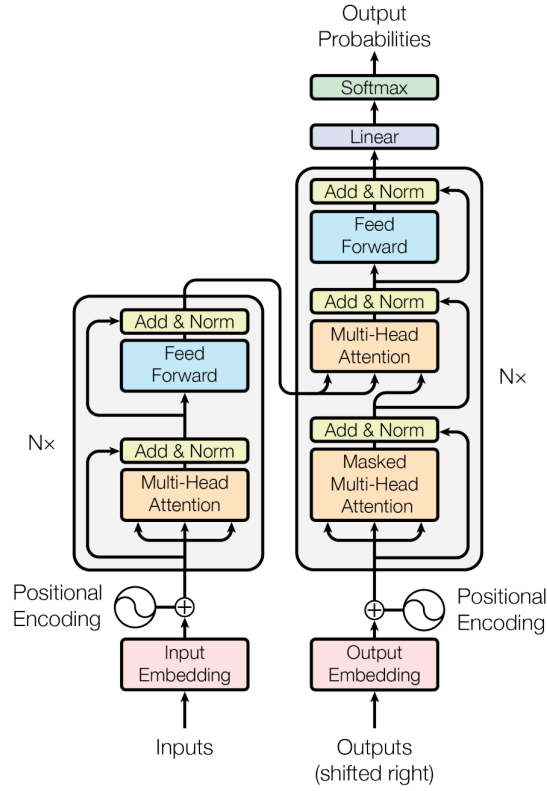 Output
Probabilities
Softmax
Linear
Add & Norm
Feed
Forward
Add & Norm
Multi-Head
Attention
Nx
Add & Norm
Masked
Multi-Head
Attention
Add & Norm
Feed
Forward
N×
Add & Norm
Multi-Head
Attention
Positional
Encoding
Positional
Encoding
Input
Embedding
Output
Embedding
Inputs
Outputs
(shifted right)